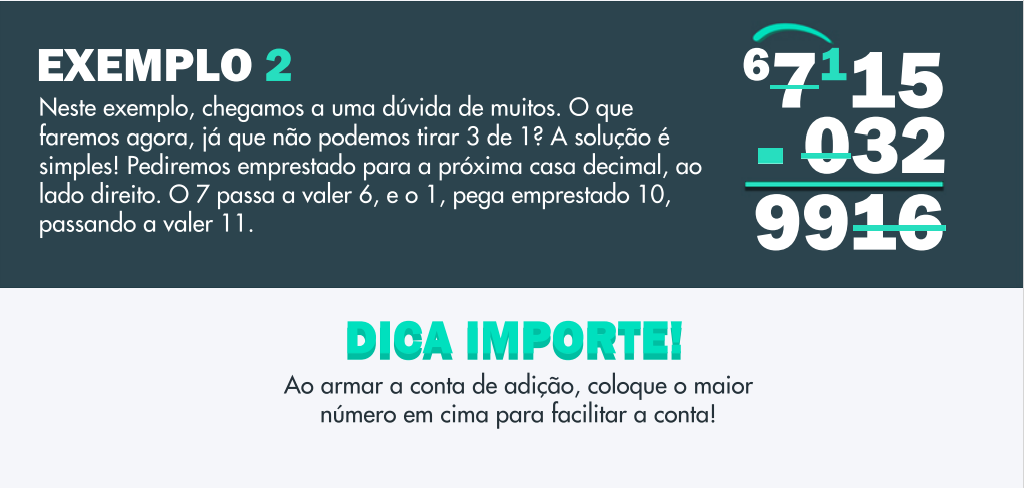 EXEMPLO 2
Neste exemplo, chegamos a uma dúvida de muitos. O que
faremos agora, já que não podemos tirar 3 de 1? A solução é
simples! Pediremos emprestado para a próxima casa decimal, ao
lado direito. O 7 passa a valer 6, e o 1, pega emprestado 10,
passando a valer 11.
67115
- 032
9916
DICA IMPORTE!
Ao armar a conta de adição, coloque o maior
número em cima para facilitar a conta!